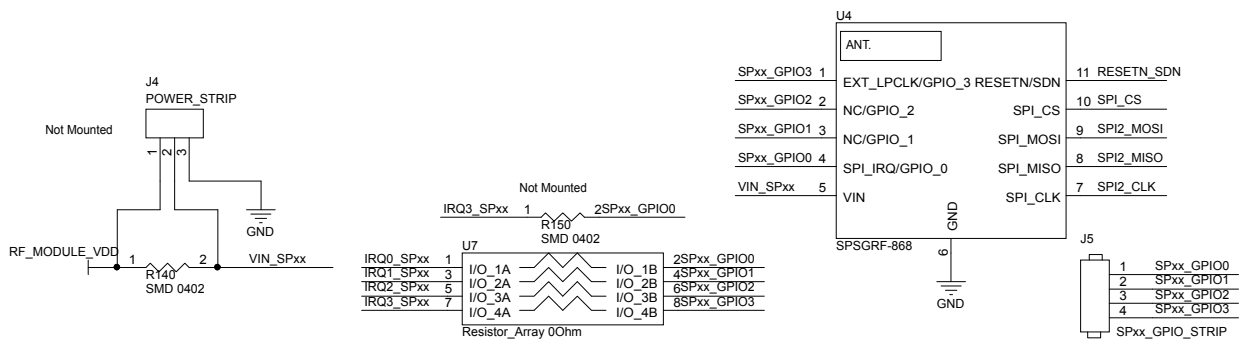 J4
POWER_STRIP
Not Mounted
1
2
3
GND
RF_MODULE_VDD
1
2
VIN_SPxx
R140
SMD 0402
Not Mounted
IRQ3_SPxx 1
2SPxx_GPIO0
R150
SMD 0402
U7
IRQ0_SPxx 1 I/O_1A I/O_1B 2SPxx_GPIO0
IRQ1_SPxx 3 I/O_2A I/O_2B 4SPxx_GPIO1
IRQ2_SPxx 5 I/O_3A I/O_3B 6SPxx_GPIO2
IRQ3_SPxx 7 I/O_4A I/O_4B 8SPxx_GPIO3
Resistor_Array 0Ohm
U4
ANT.
SPxx_GPIO3 1 EXT_LPCLK/GPIO_3 RESETN/SDN 11 RESETN_SDN
SPxx_GPIO2 2 NC/GPIO_2 SPI_CS 10 SPI_CS
SPxx_GPIO1 3 NC/GPIO_1 SPI_MOSI 9 SPI2_MOSI
SPxx_GPIO0 4 SPI_IRQ/GPIO_0 SPI_MISO 8 SPI2_MISO
VIN_SPxx 5 VIN SPI_CLK 7 SPI2_CLK
GND
SPSGRF-868
6
GND
J5
1 SPxx_GPIO0
2 SPxx_GPIO1
3 SPxx_GPIO2
4 SPxx_GPIO3
SPxx_GPIO_STRIP